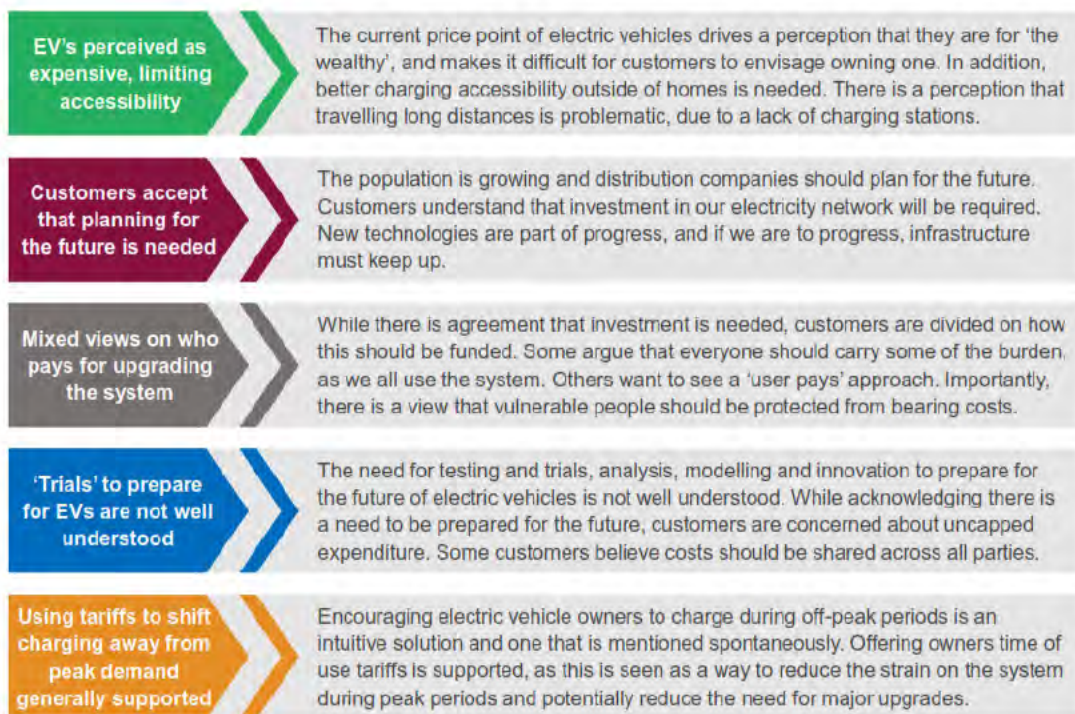 EV's perceived as
expensive, limiting
accessibility
The current price point of electric vehicles drives a perception that they are for 'the
wealthy', and makes it difficult for customers to envisage owning one. In addition,
better charging accessibility outside of homes is needed. There is a perception that
travelling long distances is problematic, due to a lack of charging stations.
Customers accept
that planning for
the future is needed
The population is growing and distribution companies should plan for the future.
Customers understand that investment in our electricity network will be required.
New technologies are part of progress, and if we are to progress, infrastructure
must keep up.
Mixed views on who
pays for upgrading
the system
While there is agreement that investment is needed, customers are divided on how
this should be funded. Some argue that everyone should carry some of the burden,
as we all use the system. Others want to see a 'user pays' approach. Importantly,
there is a view that vulnerable people should be protected from bearing costs.
'Trials' to prepare
for EVs are not well
understood
The need for testing and trials, analysis, modelling and innovation to prepare for
the future of electric vehicles is not well understood. While acknowledging there is
a need to be prepared for the future, customers are concerned about uncapped
expenditure. Some customers believe costs should be shared across all parties.
Using tariffs to shift
charging away from
peak demand
generally supported
Encouraging electric vehicle owners to charge during off-peak periods is an
intuitive solution and one that is mentioned spontaneously. Offering owners time of
use tariffs is supported, as this is seen as a way to reduce the strain on the system
during peak periods and potentially reduce the need for major upgrades.